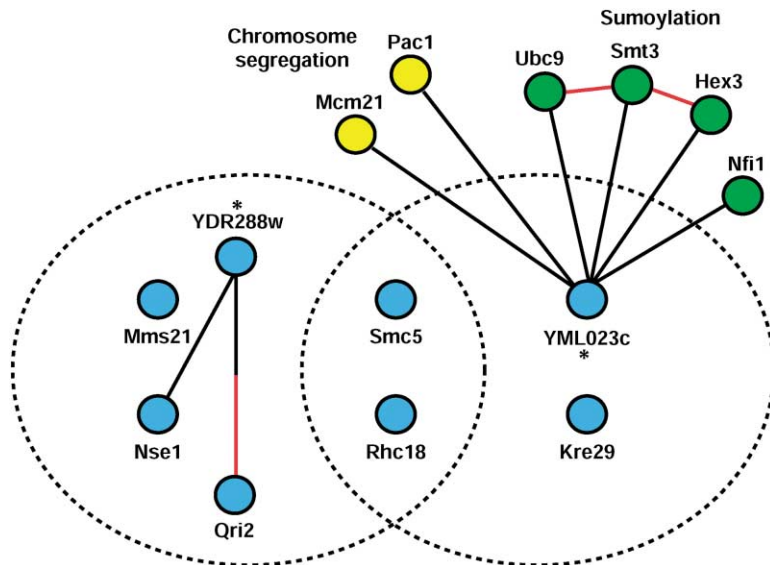 Chromosome
segregation
Pac1
Mcm21
Sumoylation
Ubc9
Smt3
Hex3
Nfi1
*
YDR288w
Mms21
Smc5
YML023c
*
Nse1
Rhc18
Kre29
Qri2